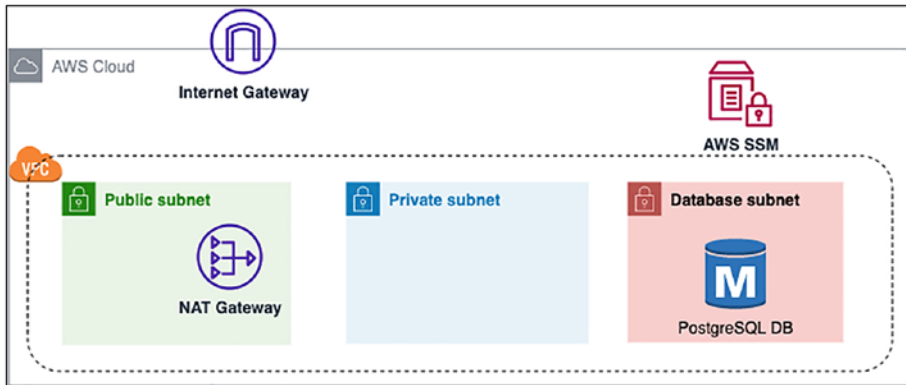 AWS Cloud
Internet Gateway
AWS SSM
VPC
Public subnet
Private subnet
Database subnet
NAT Gateway
M
PostgreSQL DB